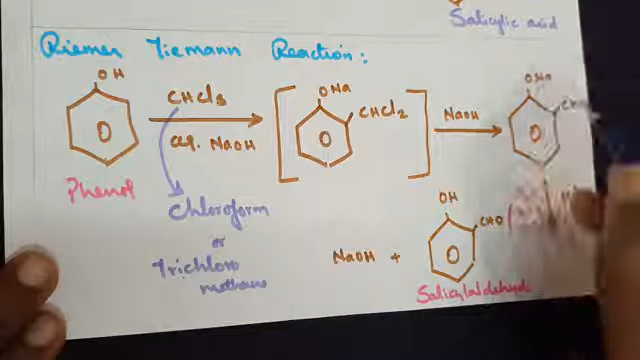 Salicylic acid
Riemer Tiemann Reaction:
OH
CHCl3
aq. NaOH
ONa
CHCl2
NaOH
ONa
Phenol
Chloroform
or
Trichloro
methane
NaOH +
OH
CHO
Salicylaldehyde